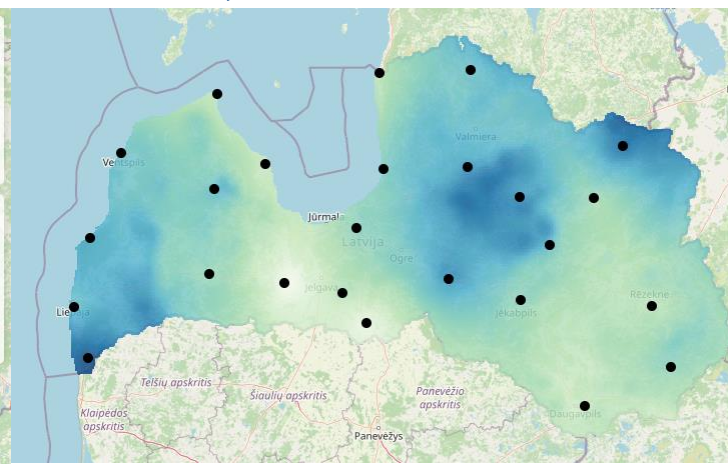 Valmiera
Ventspils
Jūrmala
Latvija
Ogre
Jelgava
Rēzekne
Liepāja
Jēkabpils
Telšių apskritis
Šiaulių apskritis
Panevėžio
apskritis
Klaipėdos
apskritis
Daugavpils
Panevėžys